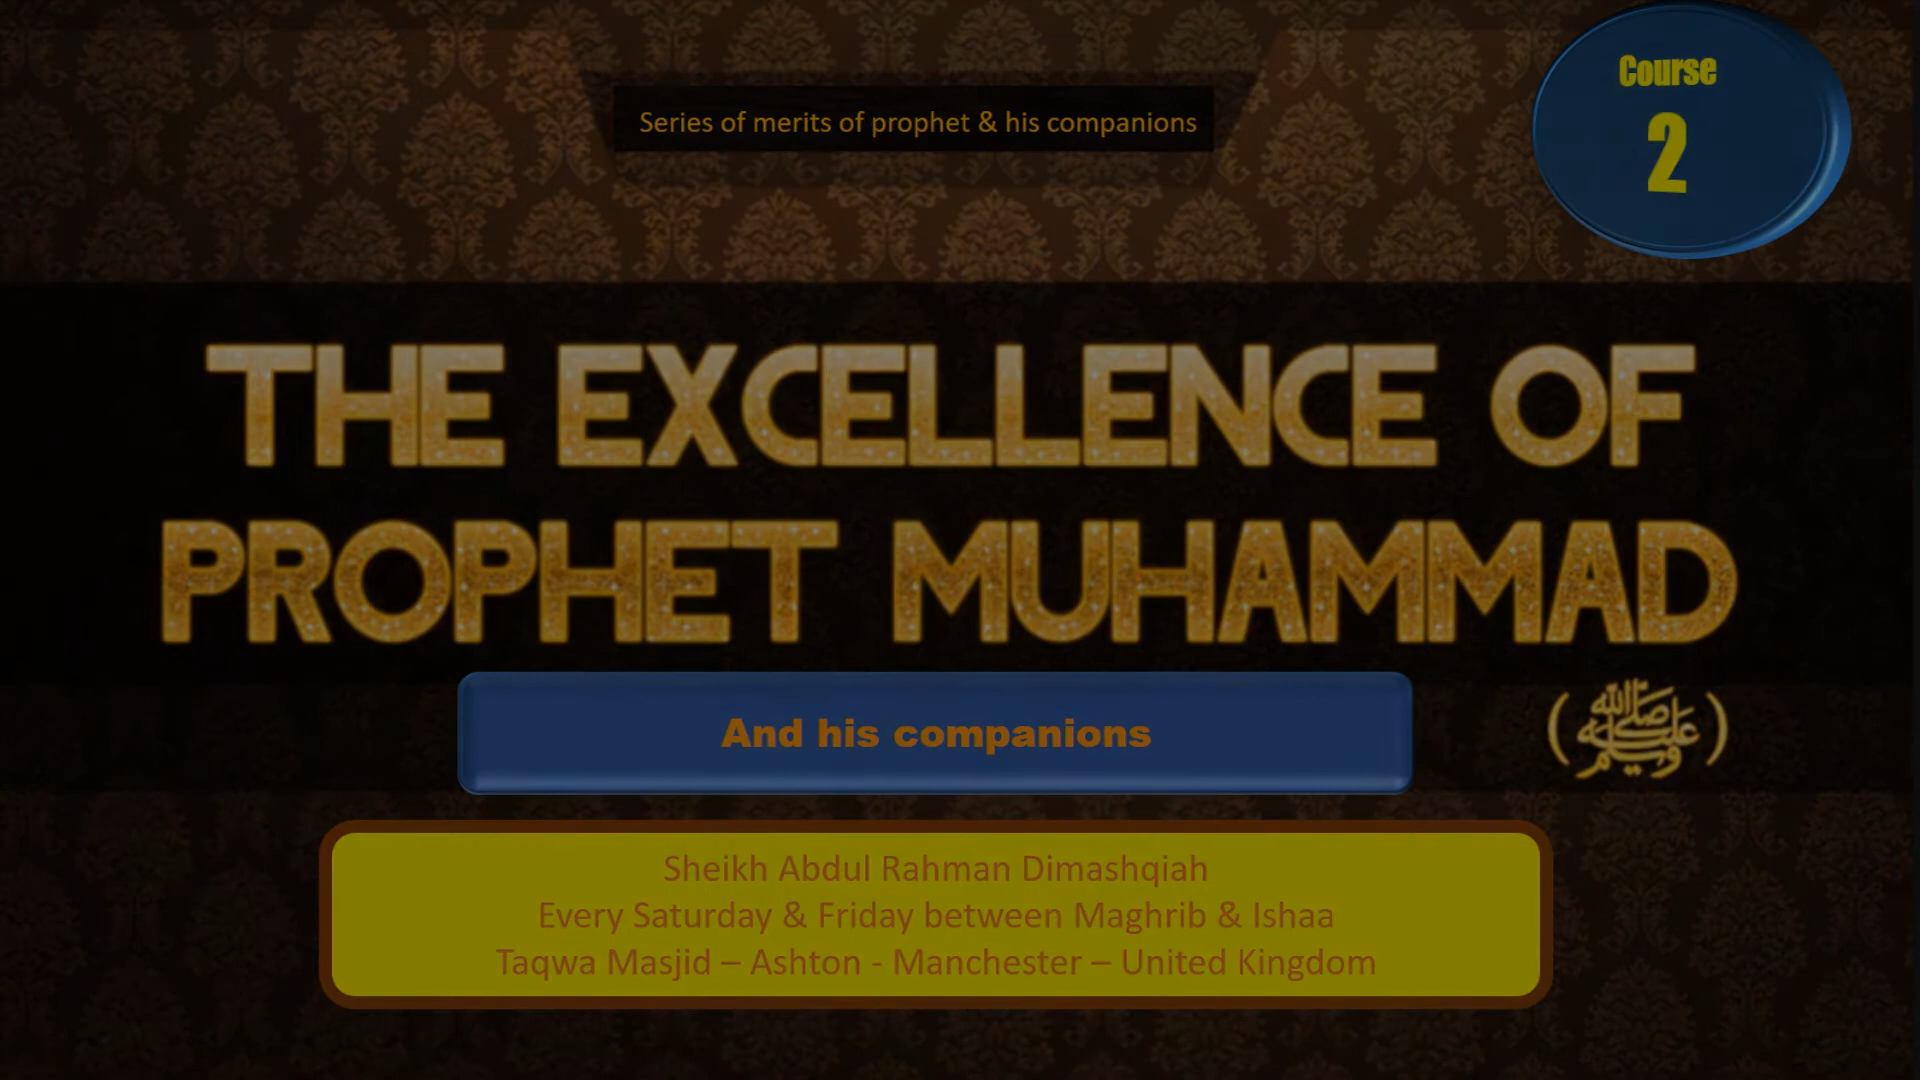 Series of merits of prophet & his companions
Course
2
THE EXCELLENCE OF
PROPHET MUHAMMAD
(صلى الله عليه وسلم)
And his companions
Sheikh Abdul Rahman Dimashqiah
Every Saturday & Friday between Maghrib & Ishaa
Taqwa Masjid – Ashton - Manchester – United Kingdom